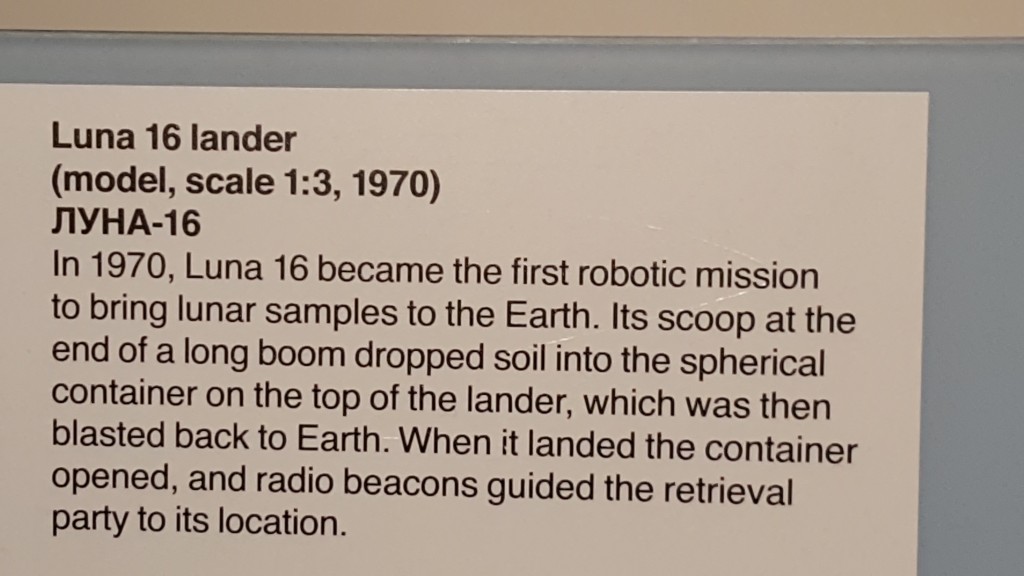 Luna 16 lander
(model, scale 1:3, 1970)
ЛУНА-16
In 1970, Luna 16 became the first robotic mission
to bring lunar samples to the Earth. Its scoop at the
end of a long boom dropped soil into the spherical
container on the top of the lander, which was then
blasted back to Earth. When it landed the container
opened, and radio beacons guided the retrieval
party to its location.